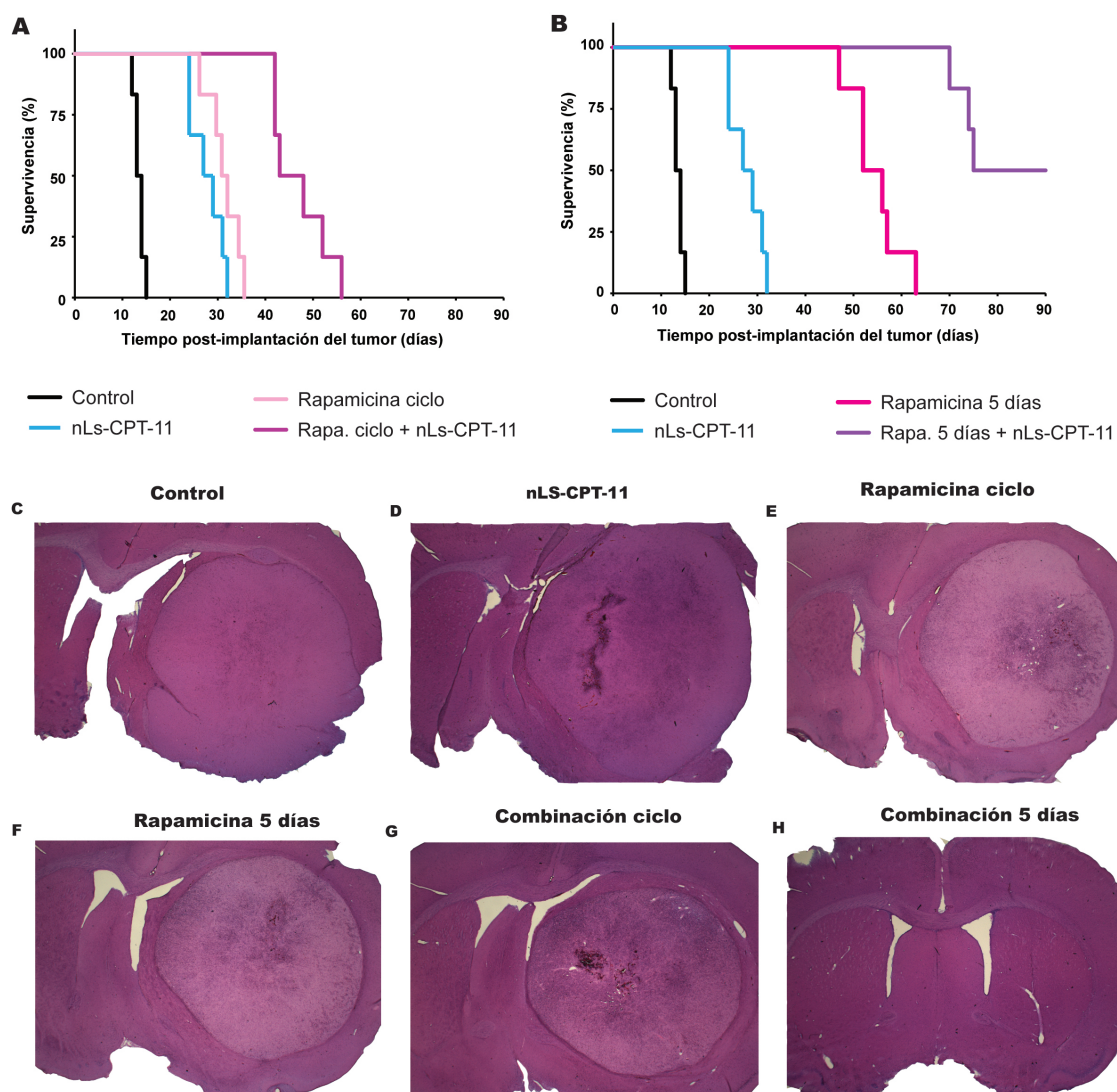 A
B
100
75
50
25
0
Supervivencia (%)
0 10 20 30 40 50 60 70 80 90
Tiempo post-implantación del tumor (días)
100
75
50
25
0
Supervivencia (%)
0 10 20 30 40 50 60 70 80 90
Tiempo post-implantación del tumor (días)
Control
Rapamicina ciclo
nLs-CPT-11
Rapa. ciclo + nLs-CPT-11
Control
Rapamicina 5 días
nLs-CPT-11
Rapa. 5 días + nLs-CPT-11
C
Control
D
nLS-CPT-11
E
Rapamicina ciclo
F
Rapamicina 5 días
G
Combinación ciclo
H
Combinación 5 días